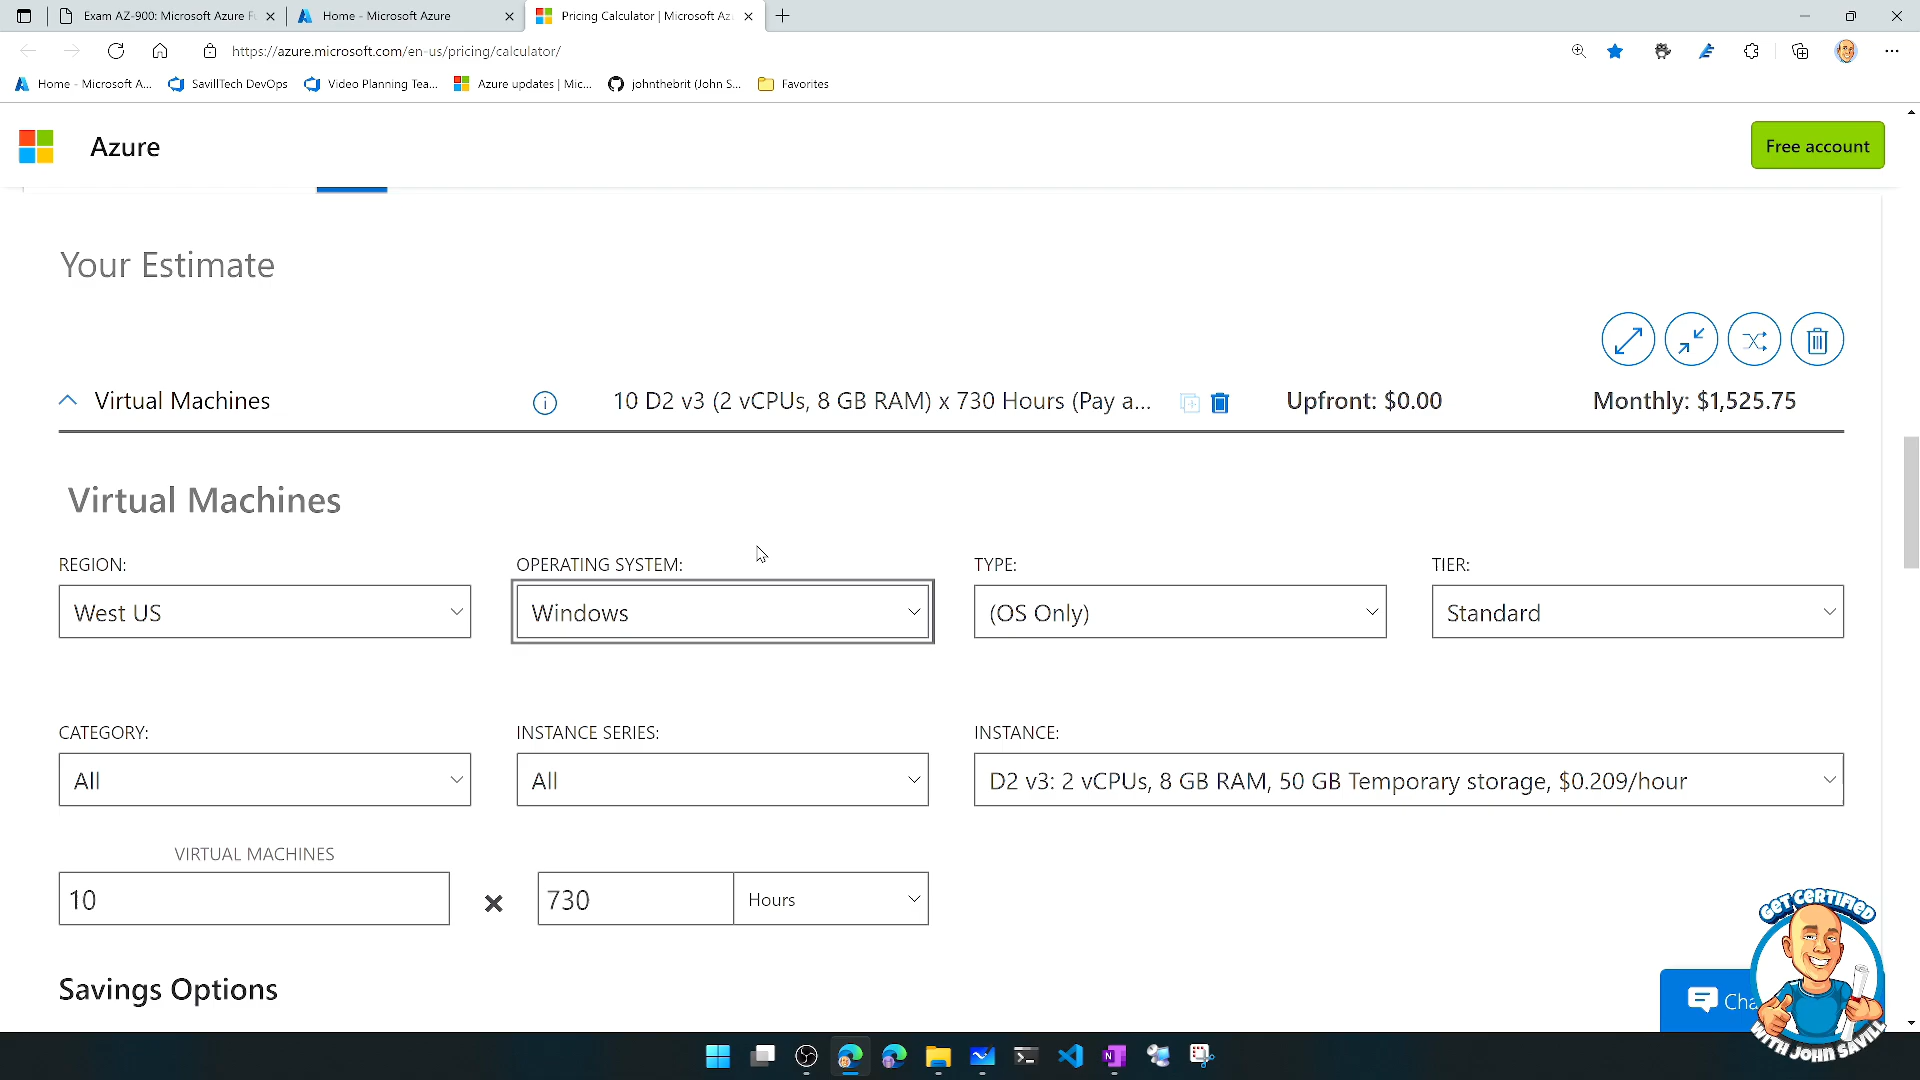 Exam AZ-900: Microsoft Azure Fu
Home - Microsoft Azure
Pricing Calculator | Microsoft Az
https://azure.microsoft.com/en-us/pricing/calculator/
Home - Microsoft A...
SavillTech DevOps
Video Planning Tea...
Azure updates | Mic...
johnthebrit (John S...
Favorites
Azure
Free account
Your Estimate
Virtual Machines
10 D2 v3 (2 vCPUs, 8 GB RAM) x 730 Hours (Pay a...
Upfront: $0.00
Monthly: $1,525.75
Virtual Machines
REGION:
OPERATING SYSTEM:
TYPE:
TIER:
West US
Windows
(OS Only)
Standard
CATEGORY:
INSTANCE SERIES:
INSTANCE:
All
All
D2 v3: 2 vCPUs, 8 GB RAM, 50 GB Temporary storage, $0.209/hour
VIRTUAL MACHINES
10
730
Hours
Savings Options
Cha
GET CERTIFIED
WITH JOHN SAVILL